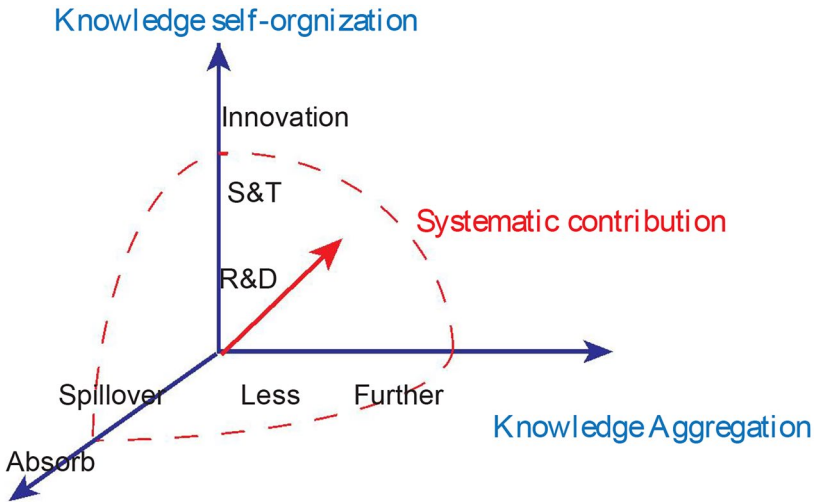 Knowledge self-orgnization
Innovation
S&T
Systematic contribution
R&D
Spillover
Less
Further
Knowledge Aggregation
Absorb